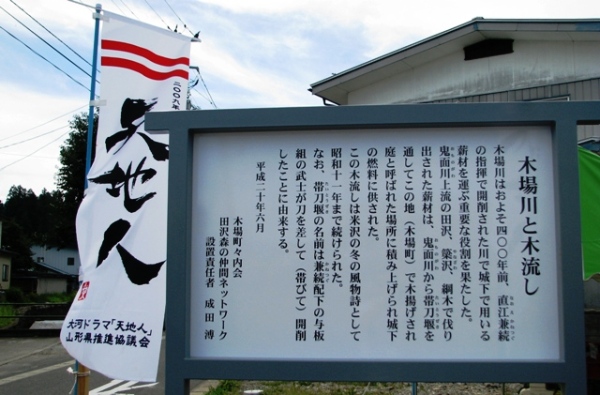 木場川と木流し
木場川はおよそ四〇〇年前、直江兼続
の指揮で開削された川で城下で用いる
薪材を運ぶ重要な役割を果たした。
鬼面川上流の田沢、簗沢、綱木で伐り
出された薪材は、鬼面川から帯刀堰を
通してこの地（木場町）で木揚げされ
庭と呼ばれた場所に積み上げられ城下
の燃料に供された。
この木流しは米沢の冬の風物詩として
昭和十一年まで続けられた。
なお、帯刀堰の名前は兼続配下の与板
組の武士が刀を差して（帯びて）開削
したことに由来する。
平成二十年六月
木場町々内会
田沢森の仲間ネットワーク
設置責任者 成田 溥
二〇〇九年
天地人
大河ドラマ「天地人」
山形県推進協議会